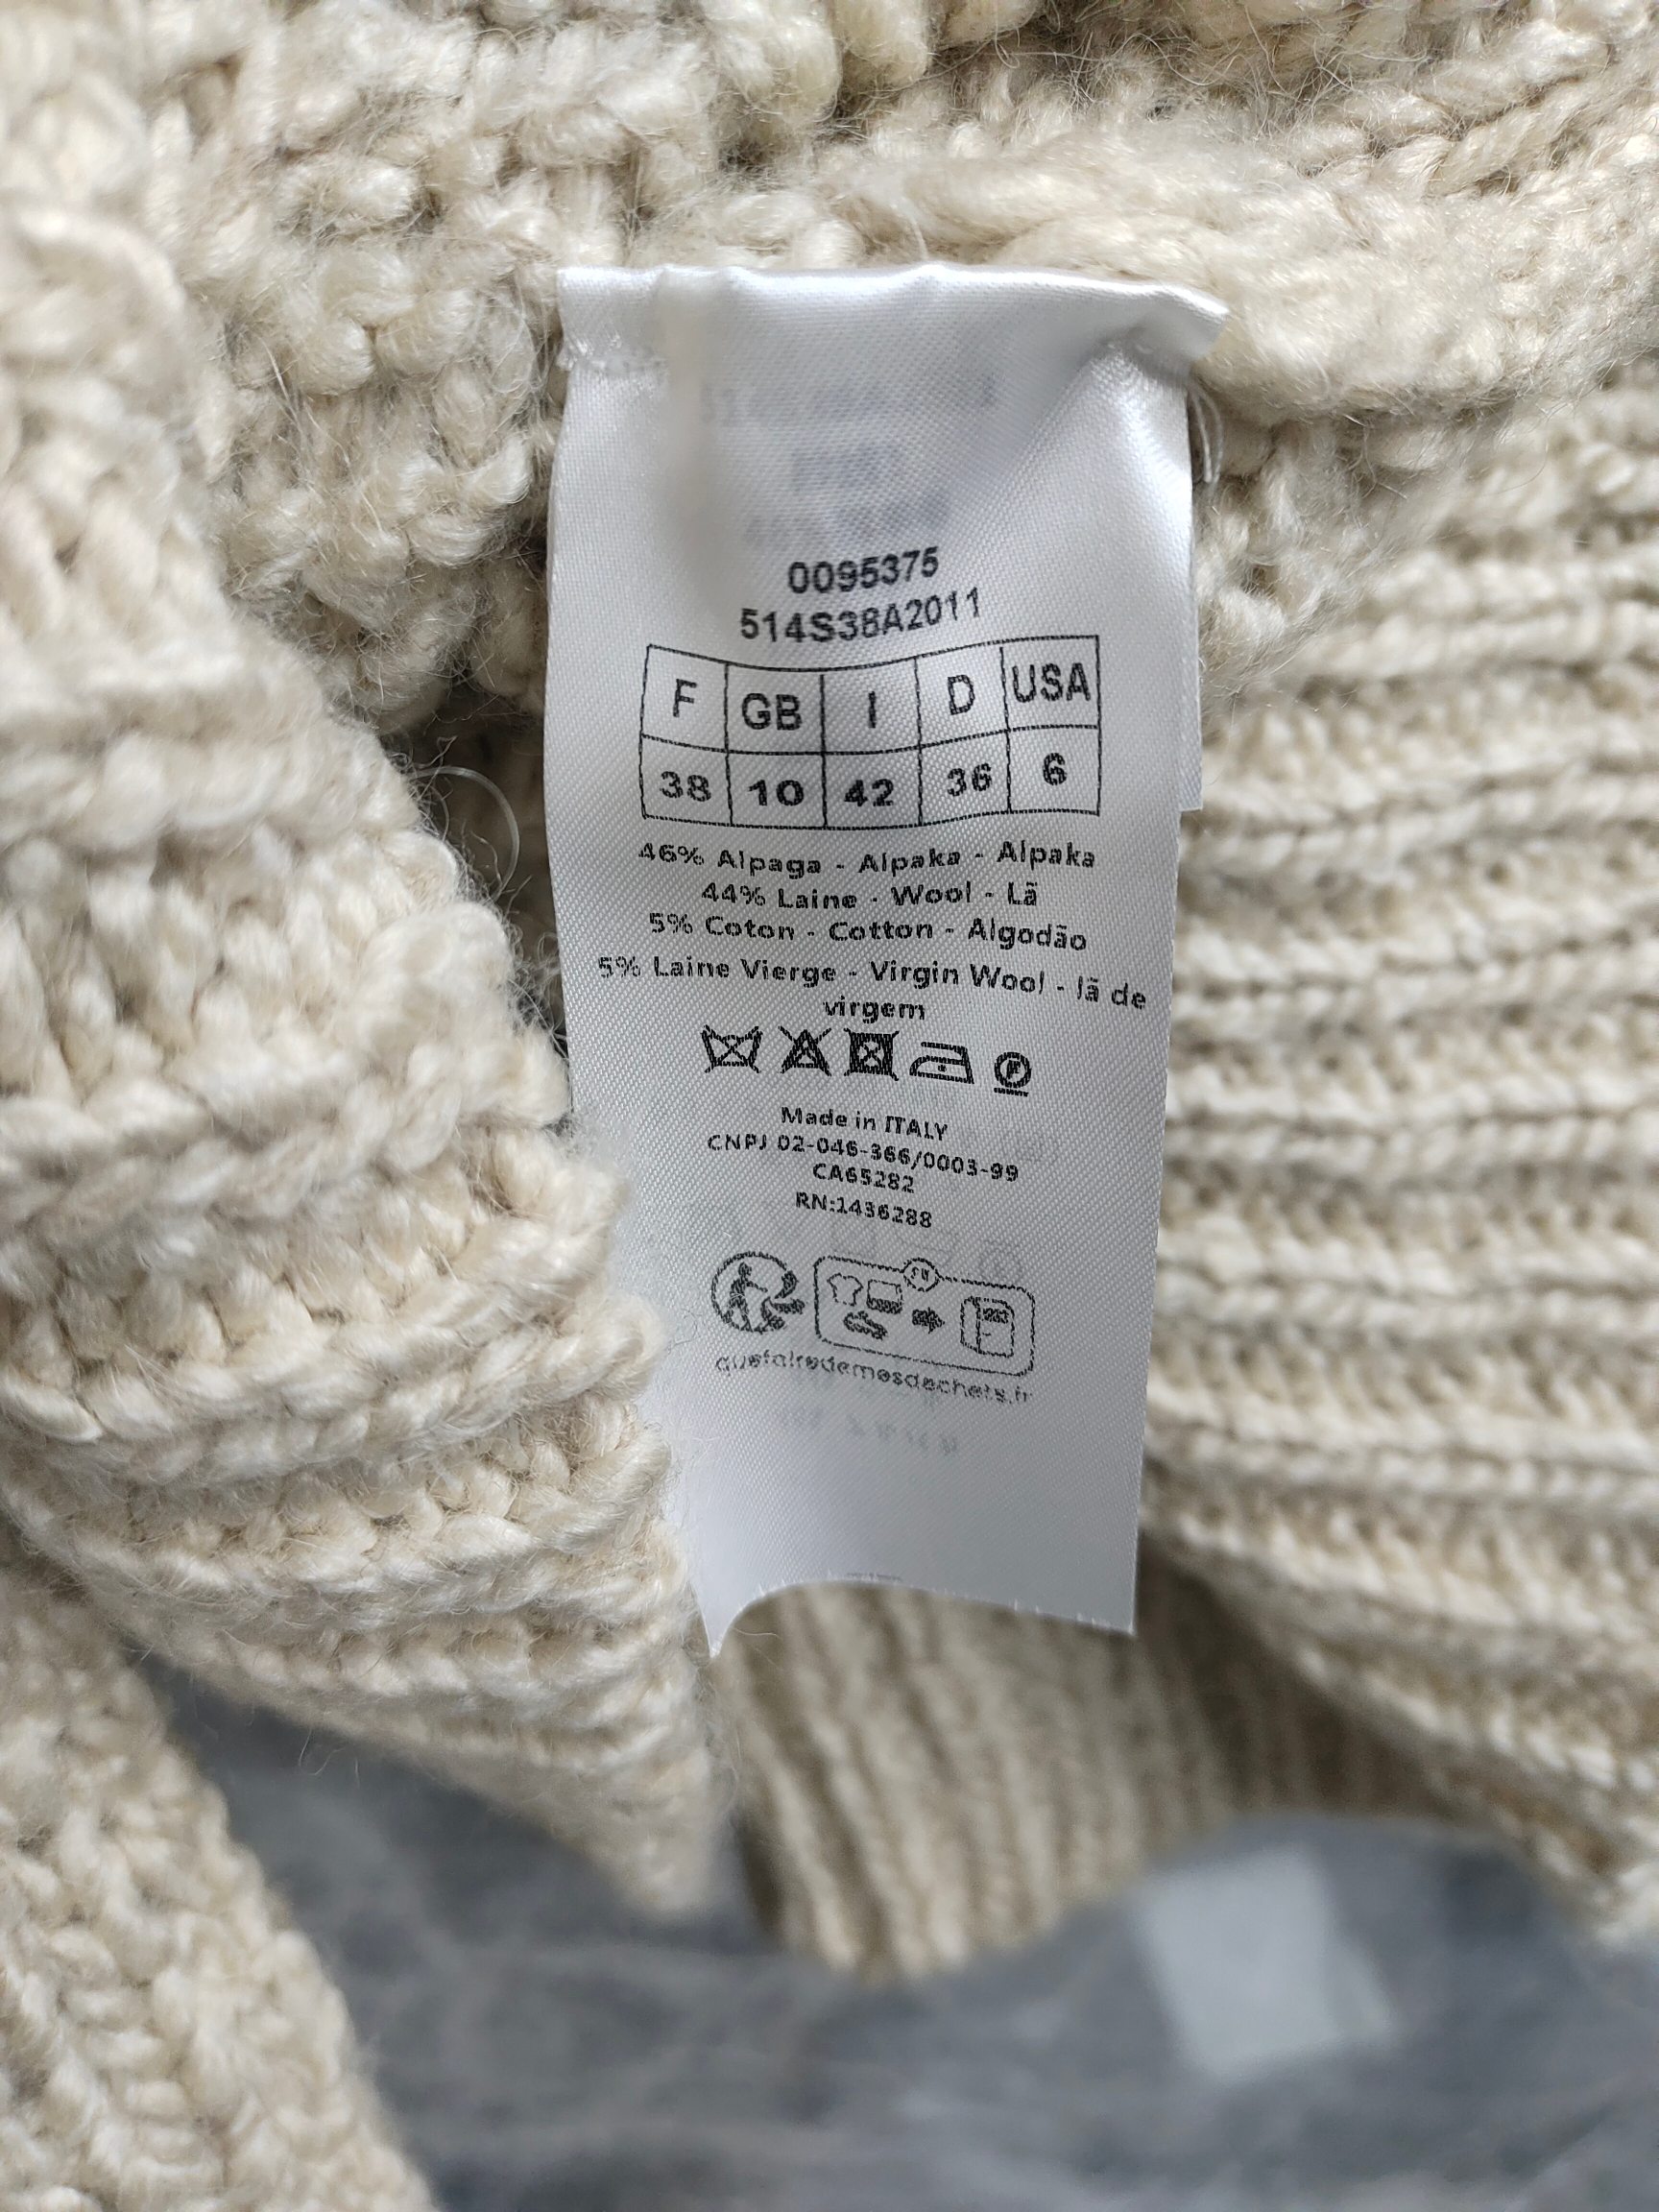 0095375
514S38A2011
F GB I D USA
38 10 42 36 6
46% Alpaga - Alpaka - Alpaka
44% Laine - Wool - Lã
5% Coton - Cotton - Algodão
5% Laine Vierge - Virgin Wool - lã de
virgem
F
Made in ITALY
CNPJ 02-046-366/0003-99
CA65282
RN:1436288
FR
quefairedemesdechets.fr